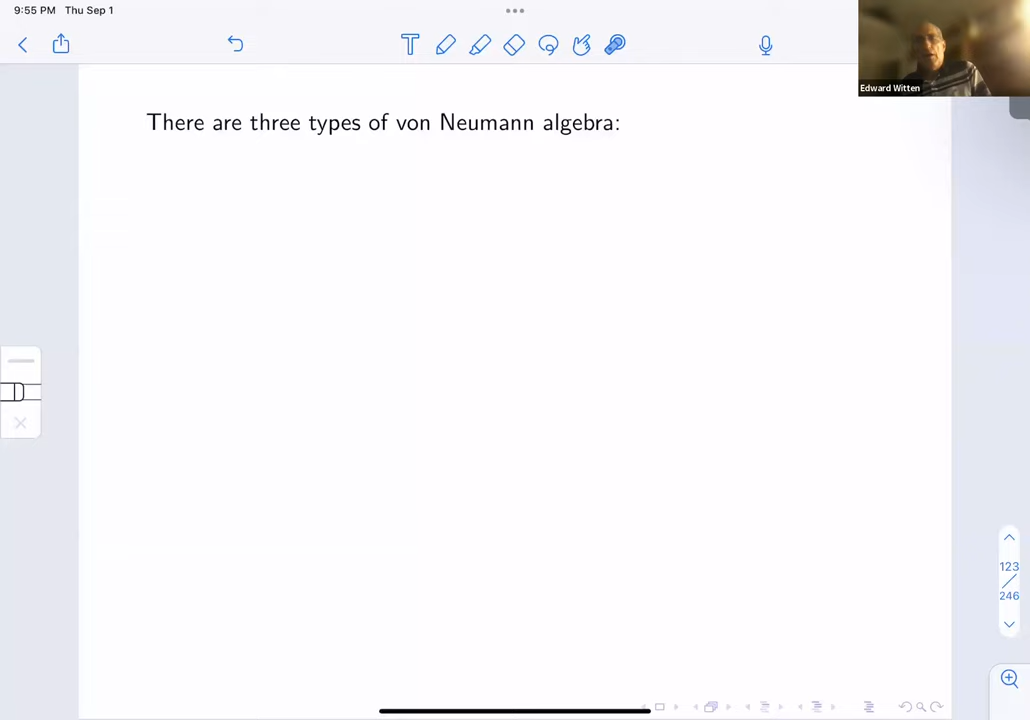 9:55 PM Thu Sep 1
Edward Witten
There are three types of von Neumann algebra:
123
246